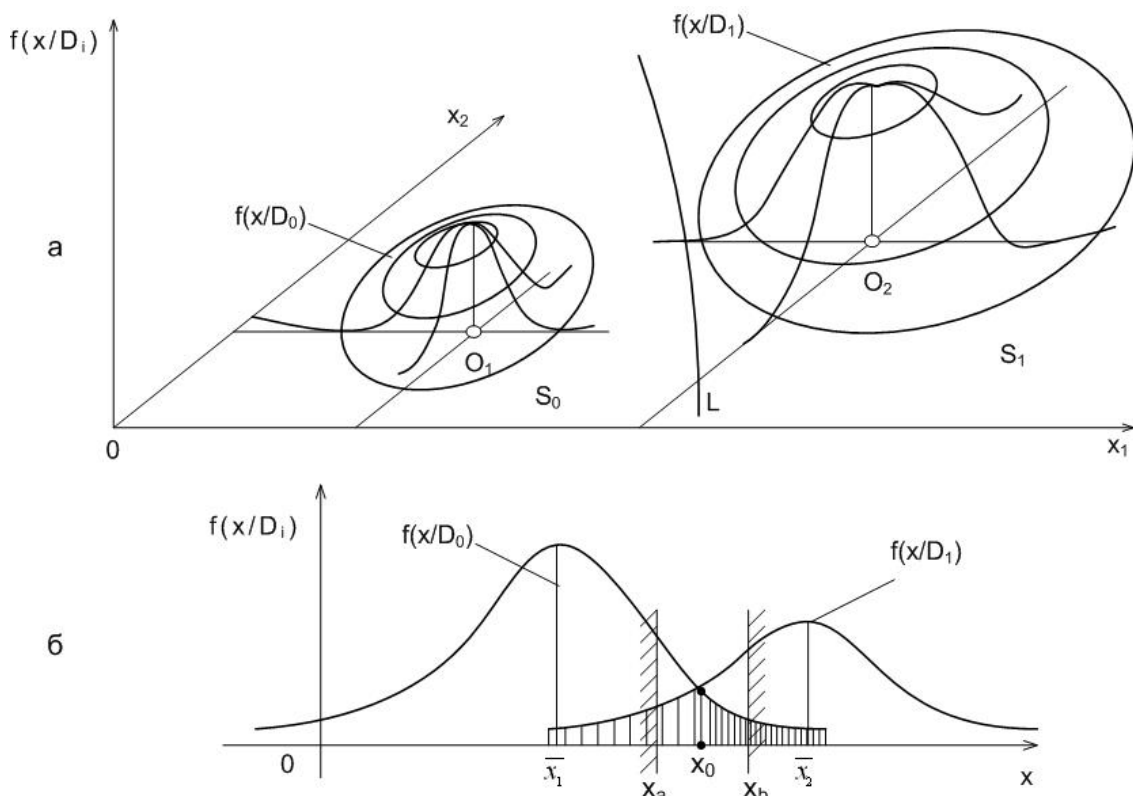 f(x/Dᵢ)
x₂
f(x/D₁)
f(x/D₀)
а
O₁
O₂
S₀
S₁
L
0
x₁
f(x/Dᵢ)
f(x/D₀)
f(x/D₁)
б
0
x̅₁
xₐ
x₀
x_b
x̅₂
x